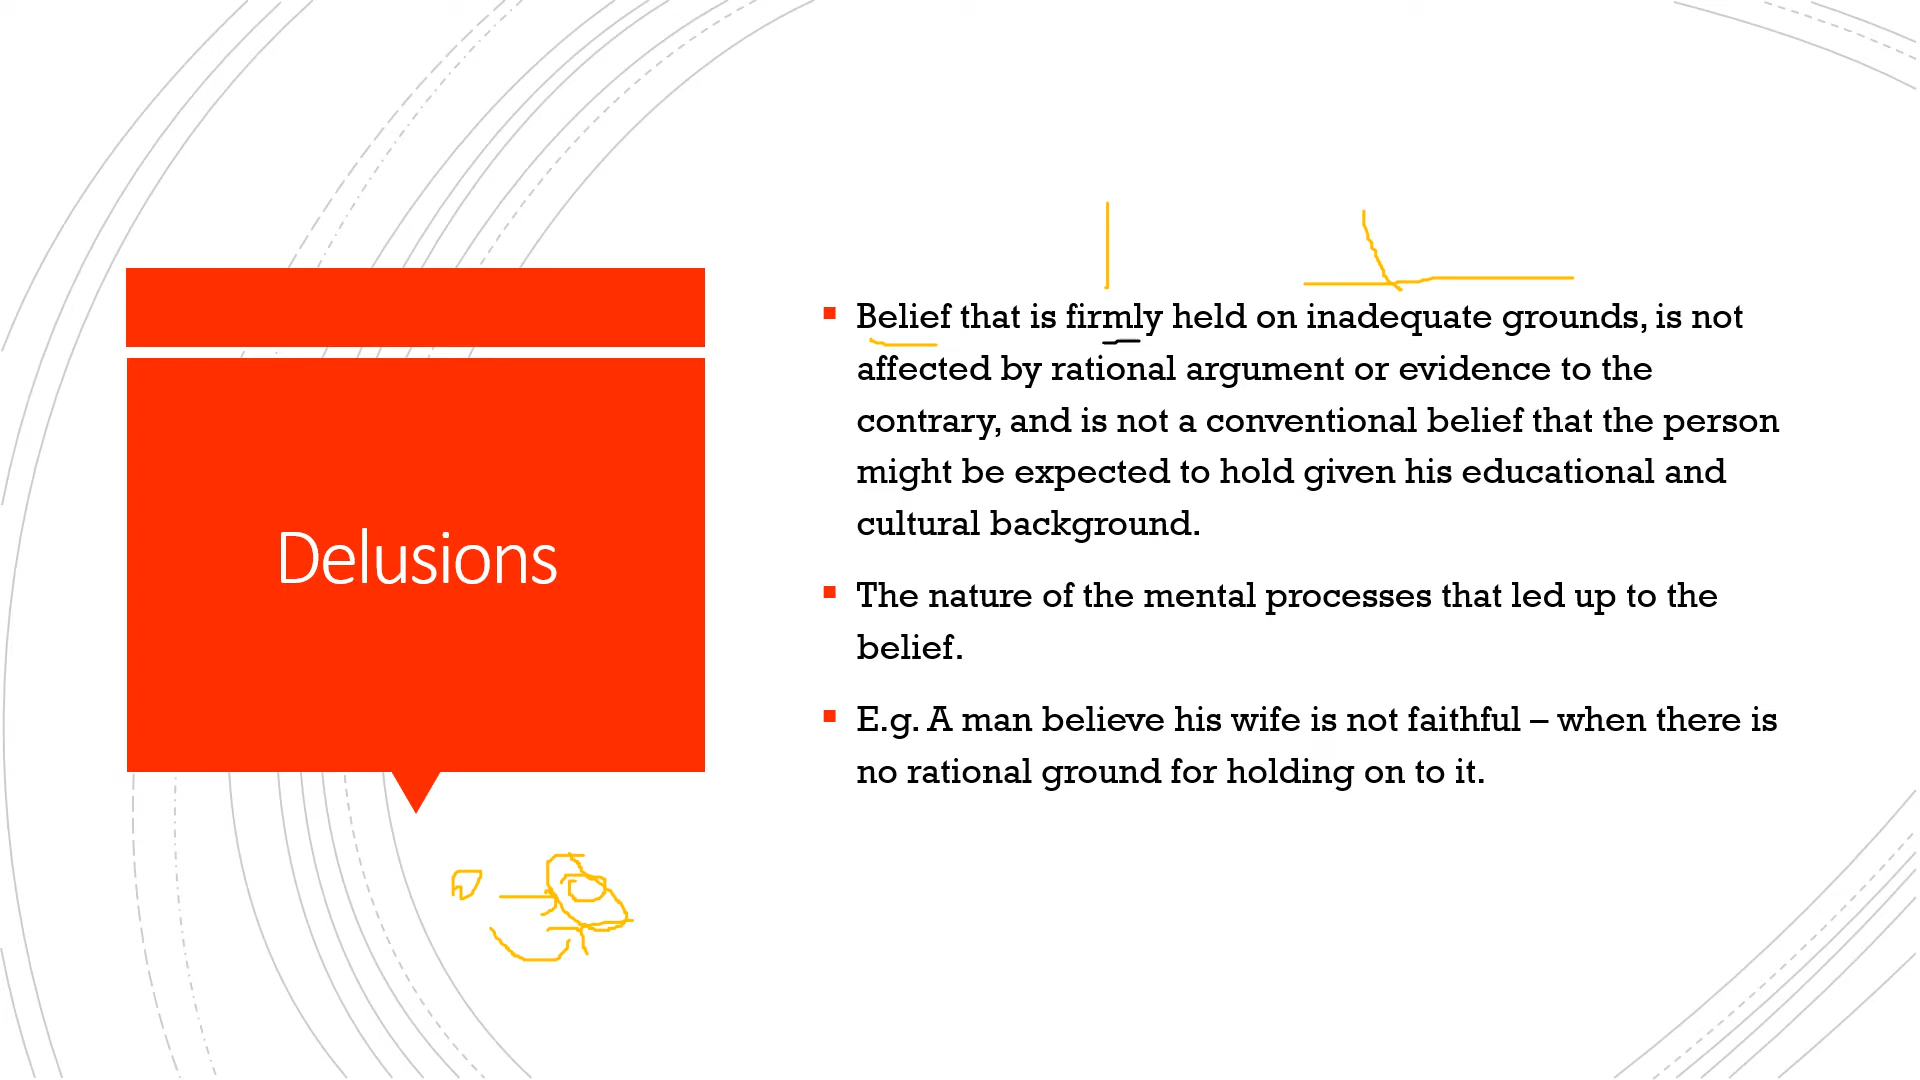 Delusions
Belief that is firmly held on inadequate grounds, is not
affected by rational argument or evidence to the
contrary, and is not a conventional belief that the person
might be expected to hold given his educational and
cultural background.
The nature of the mental processes that led up to the
belief.
E.g. A man believe his wife is not faithful – when there is
no rational ground for holding on to it.